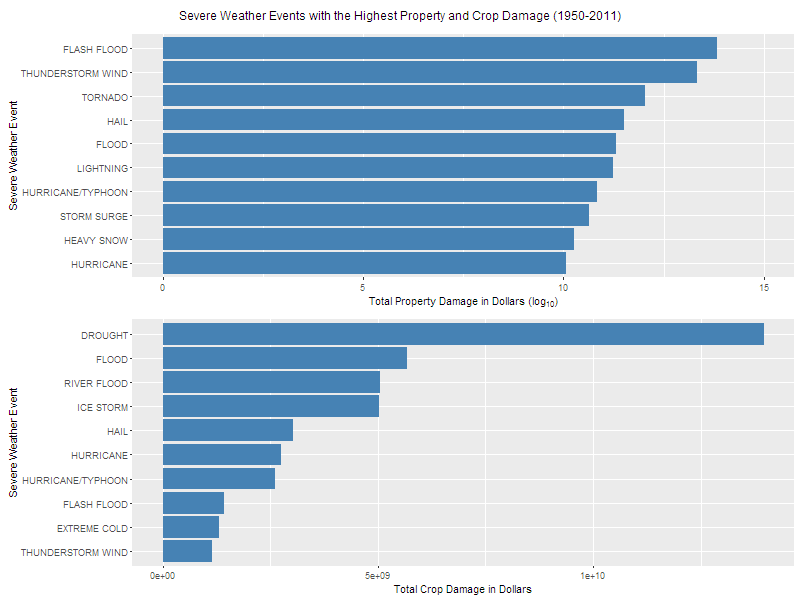 Severe Weather Events with the Highest Property and Crop Damage (1950-2011)
Severe Weather Event
FLASH FLOOD
THUNDERSTORM WIND
TORNADO
HAIL
FLOOD
LIGHTNING
HURRICANE/TYPHOON
STORM SURGE
HEAVY SNOW
HURRICANE
0 5 10 15
Total Property Damage in Dollars (log10)
Severe Weather Event
DROUGHT
FLOOD
RIVER FLOOD
ICE STORM
HAIL
HURRICANE
HURRICANE/TYPHOON
FLASH FLOOD
EXTREME COLD
THUNDERSTORM WIND
0e+00 5e+09 1e+10
Total Crop Damage in Dollars